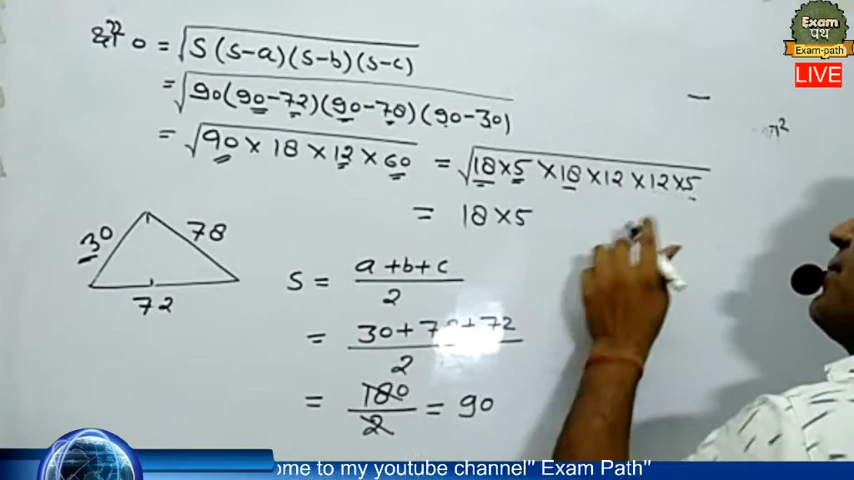 Exam
पथ
Exam-path
LIVE
क्षे० = √S(S-a)(S-b)(S-c)
= √90(90-72)(90-78)(90-30)
= √90×18×12×60 = √18×5×18×12×12×5
= 18×5
30
78
72
S = a+b+c / 2
= 30+78+72 / 2
= 180 / 2 = 90
ome to my youtube channel" Exam Path"